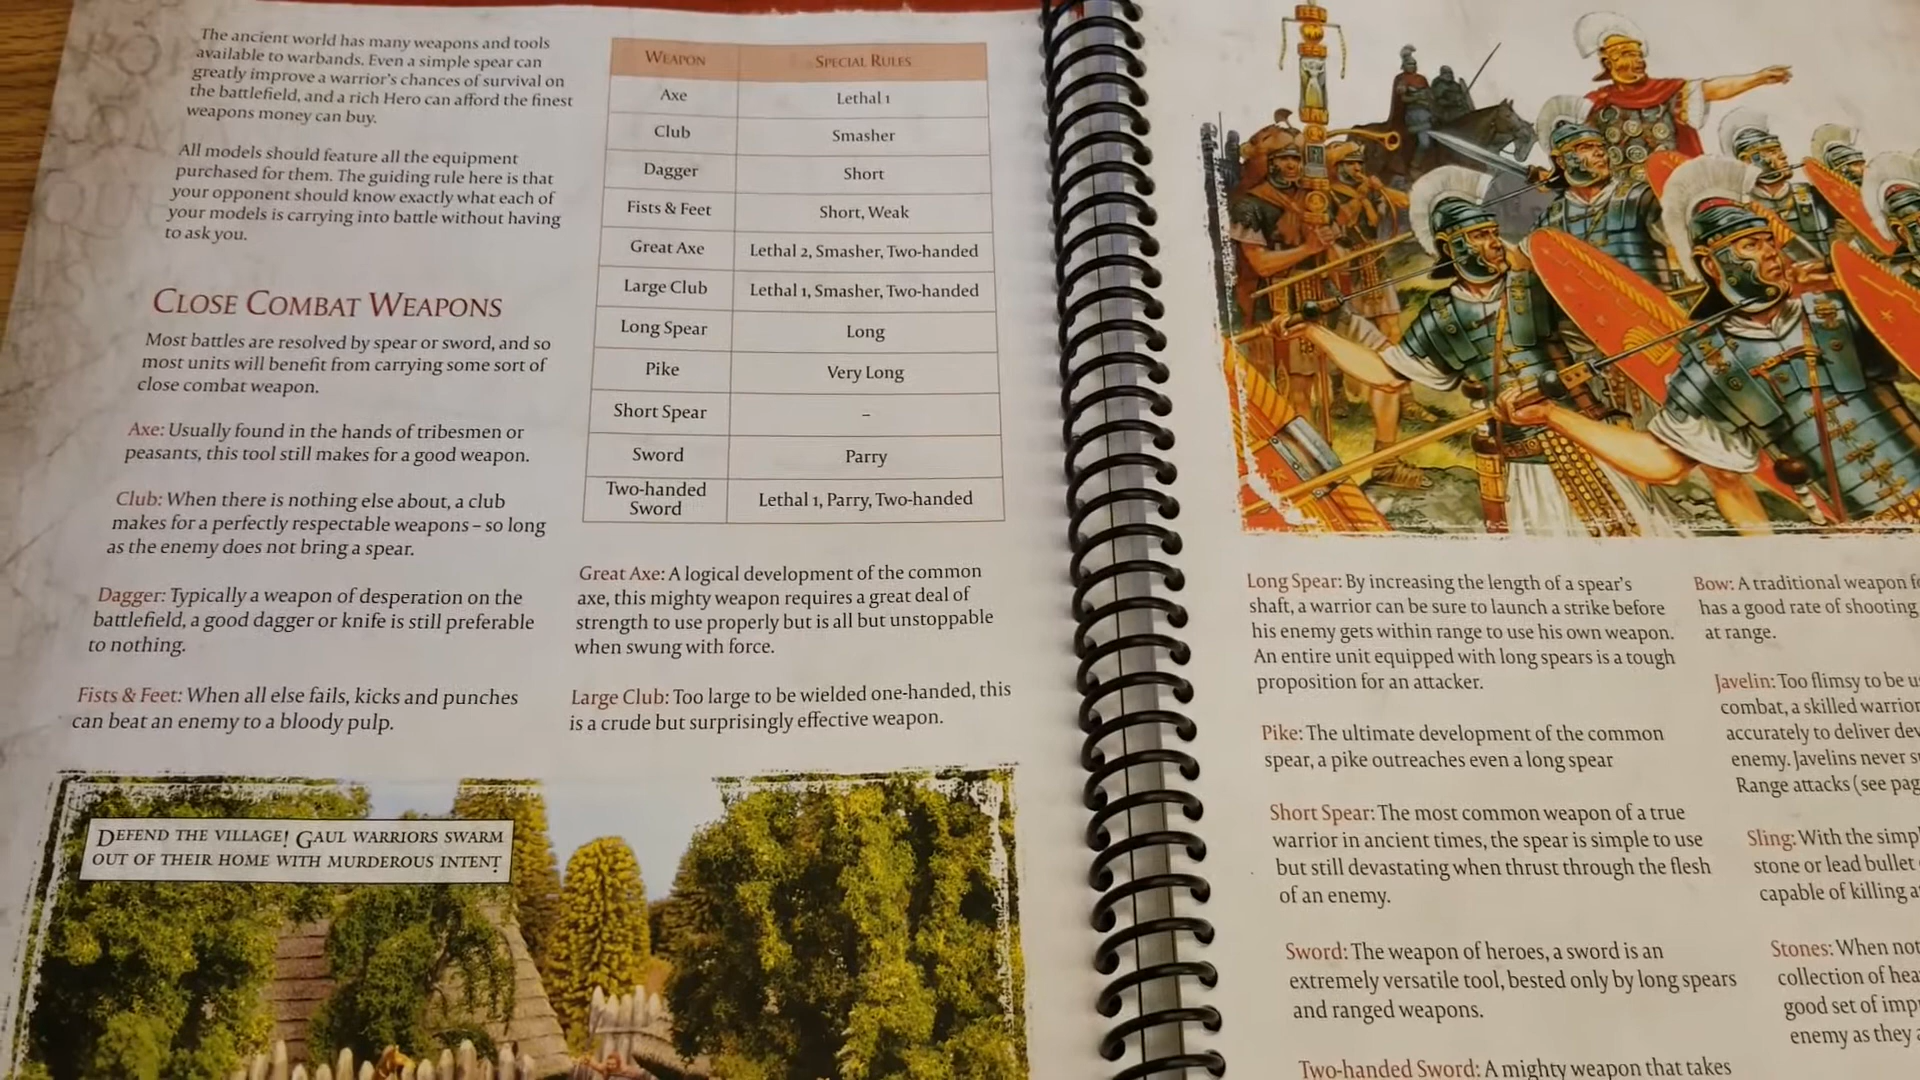 The ancient world has many weapons and tools
available to warbands. Even a simple spear can
greatly improve a warrior's chances of survival on
the battlefield, and a rich Hero can afford the finest
weapons money can buy.
All models should feature all the equipment
purchased for them. The guiding rule here is that
your opponent should know exactly what each of
your models is carrying into battle without having
to ask you.
Close Combat Weapons
Most battles are resolved by spear or sword, and so
most units will benefit from carrying some sort of
close combat weapon.
Axe: Usually found in the hands of tribesmen or
peasants, this tool still makes for a good weapon.
Club: When there is nothing else about, a club
makes for a perfectly respectable weapons – so long
as the enemy does not bring a spear.
Dagger: Typically a weapon of desperation on the
battlefield, a good dagger or knife is still preferable
to nothing.
Fists & Feet: When all else fails, kicks and punches
can beat an enemy to a bloody pulp.
Weapon Special Rules
Axe Lethal 1
Club Smasher
Dagger Short
Fists & Feet Short, Weak
Great Axe Lethal 2, Smasher, Two-handed
Large Club Lethal 1, Smasher, Two-handed
Long Spear Long
Pike Very Long
Short Spear –
Sword Parry
Two-handed
Sword Lethal 1, Parry, Two-handed
Great Axe: A logical development of the common
axe, this mighty weapon requires a great deal of
strength to use properly but is all but unstoppable
when swung with force.
Large Club: Too large to be wielded one-handed, this
is a crude but surprisingly effective weapon.
Defend the village! Gaul warriors swarm
out of their home with murderous intent.
Long Spear: By increasing the length of a spear's
shaft, a warrior can be sure to launch a strike before
his enemy gets within range to use his own weapon.
An entire unit equipped with long spears is a tough
proposition for an attacker.
Pike: The ultimate development of the common
spear, a pike outreaches even a long spear
Short Spear: The most common weapon of a true
warrior in ancient times, the spear is simple to use
but still devastating when thrust through the flesh
of an enemy.
Sword: The weapon of heroes, a sword is an
extremely versatile tool, bested only by long spears
and ranged weapons.
Two-handed Sword: A mighty weapon that takes
Bow: A traditional weapon
has a good rate of shooting
at range.
Javelin: Too flimsy to be
combat, a skilled warrior
accurately to deliver
enemy. Javelins never
Range attacks (see
Sling: With the
stone or lead bullet
capable of killing
Stones: When not
collection of
good set of
enemy as they